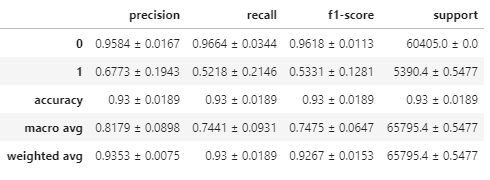 precision recall f1-score support
0 0.9584 ± 0.0167 0.9664 ± 0.0344 0.9618 ± 0.0113 60405.0 ± 0.0
1 0.6773 ± 0.1943 0.5218 ± 0.2146 0.5331 ± 0.1281 5390.4 ± 0.5477
accuracy 0.93 ± 0.0189 0.93 ± 0.0189 0.93 ± 0.0189 0.93 ± 0.0189
macro avg 0.8179 ± 0.0898 0.7441 ± 0.0931 0.7475 ± 0.0647 65795.4 ± 0.5477
weighted avg 0.9353 ± 0.0075 0.93 ± 0.0189 0.9267 ± 0.0153 65795.4 ± 0.5477